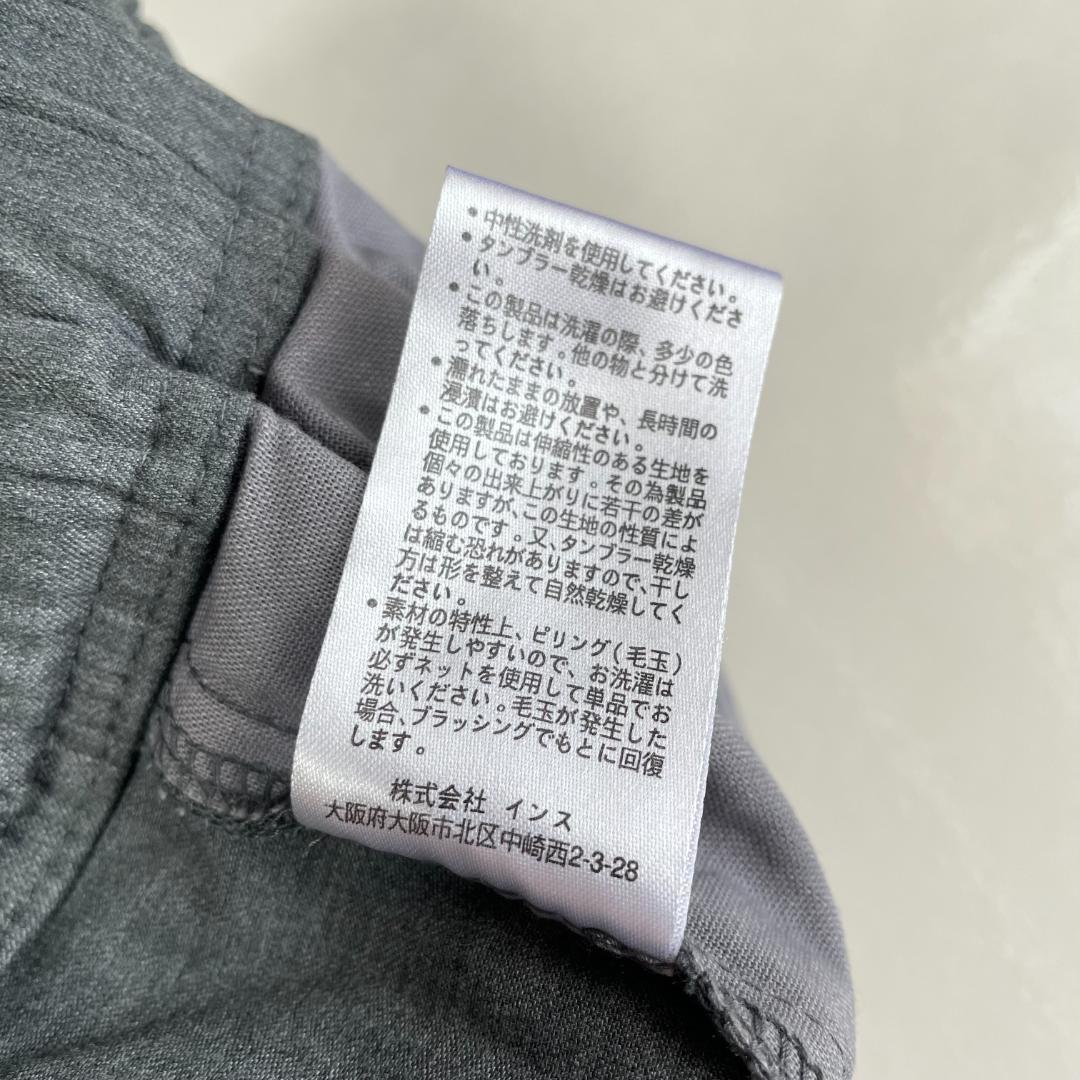 ・中性洗剤を使用してください。
・タンブラー乾燥はお避けくださ
い。
・この製品は洗濯の際、多少の色
落ちします。他の物と分けて洗
ってください。
・濡れたままの放置や、長時間の
浸漬はお避けください。
・この製品は伸縮性のある生地を
使用しております。その為製品
個々の出来上がりに若干の差が
ありますが、この生地の性質によ
るものです。又、タンブラー乾燥
は縮む恐れがありますので、干し
方は形を整えて自然乾燥してく
ださい。
・素材の特性上、ピリング(毛玉)
が発生しやすいので、お洗濯は
必ずネットを使用して単品でお
洗いください。毛玉が発生した
場合、ブラッシングでもとに回復
します。
株式会社 インス
大阪府大阪市北区中崎西2-3-28